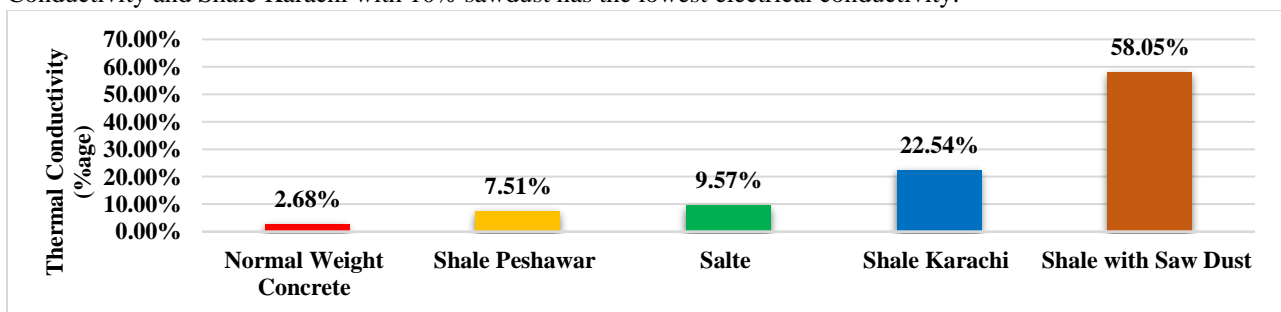 Conductivity and Shale Karachi with 10% sawdust has the lowest electrical conductivity.
Thermal Conductivity
(%age)
70.00%
60.00%
50.00%
40.00%
30.00%
20.00%
10.00%
0.00%
2.68%
7.51%
9.57%
22.54%
58.05%
Normal Weight
Concrete
Shale Peshawar
Salte
Shale Karachi
Shale with Saw Dust